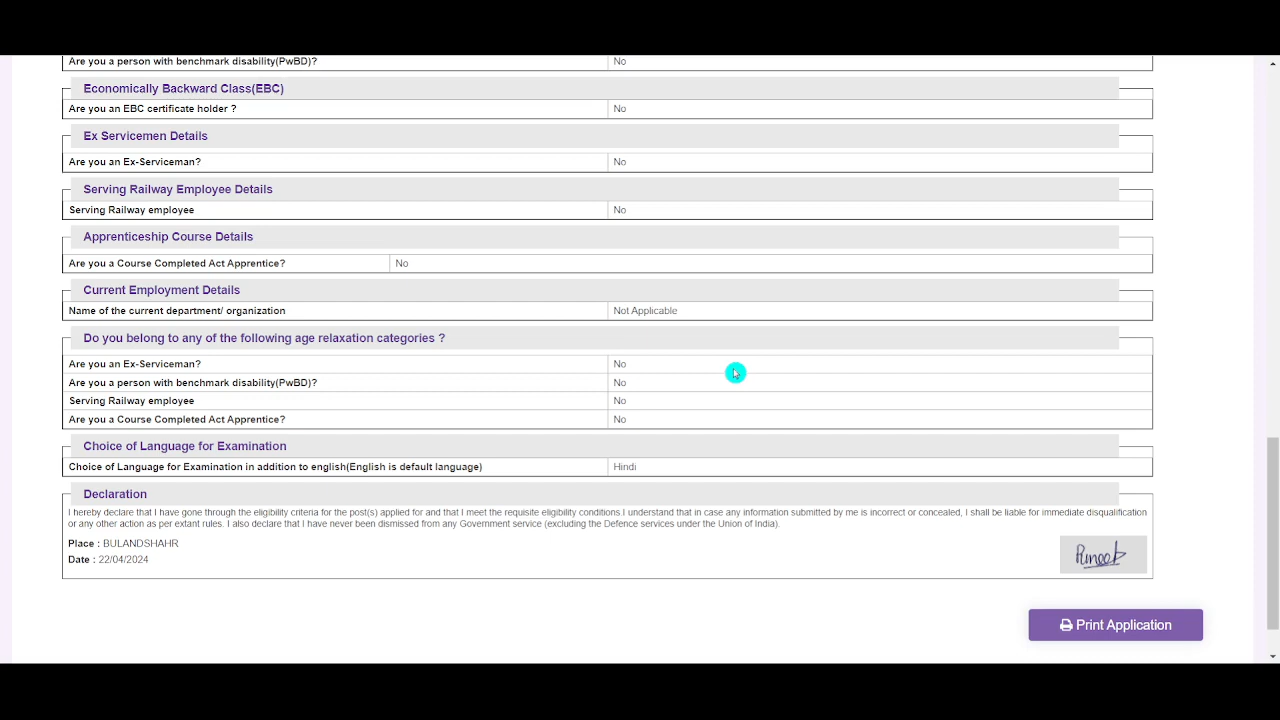 Are you a person with benchmark disability(PwBD)? No
Economically Backward Class(EBC)
Are you an EBC certificate holder ? No
Ex Servicemen Details
Are you an Ex-Serviceman? No
Serving Railway Employee Details
Serving Railway employee No
Apprenticeship Course Details
Are you a Course Completed Act Apprentice? No
Current Employment Details
Name of the current department/ organization Not Applicable
Do you belong to any of the following age relaxation categories ?
Are you an Ex-Serviceman? No
Are you a person with benchmark disability(PwBD)? No
Serving Railway employee No
Are you a Course Completed Act Apprentice? No
Choice of Language for Examination
Choice of Language for Examination in addition to english(English is default language) Hindi
Declaration
I hereby declare that I have gone through the eligibility criteria for the post(s) applied for and that I meet the requisite eligibility conditions.I understand that in case any information submitted by me is incorrect or concealed, I shall be liable for immediate disqualification
or any other action as per extant rules. I also declare that I have never been dismissed from any Government service (excluding the Defence services under the Union of India).
Place : BULANDSHAHR
Date : 22/04/2024
Print Application